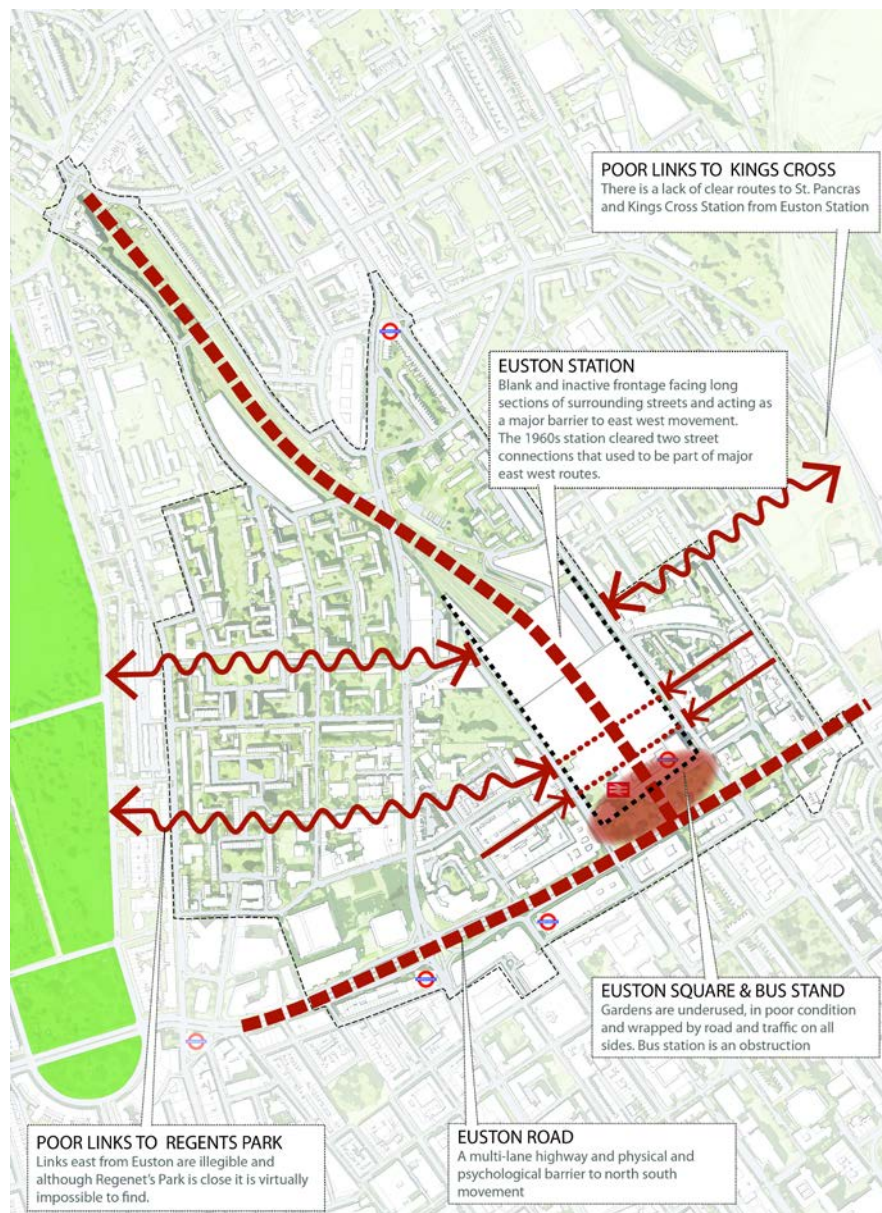 POOR LINKS TO KINGS CROSS
There is a lack of clear routes to St. Pancras
and Kings Cross Station from Euston Station
EUSTON STATION
Blank and inactive frontage facing long
sections of surrounding streets and acting as
a major barrier to east west movement.
The 1960s station cleared two street
connections that used to be part of major
east west routes.
EUSTON SQUARE & BUS STAND
Gardens are underused, in poor condition
and wrapped by road and traffic on all
sides. Bus station is an obstruction
POOR LINKS TO REGENTS PARK
Links east from Euston are illegible and
although Regenet's Park is close it is virtually
impossible to find.
EUSTON ROAD
A multi-lane highway and physical and
psychological barrier to north south
movement